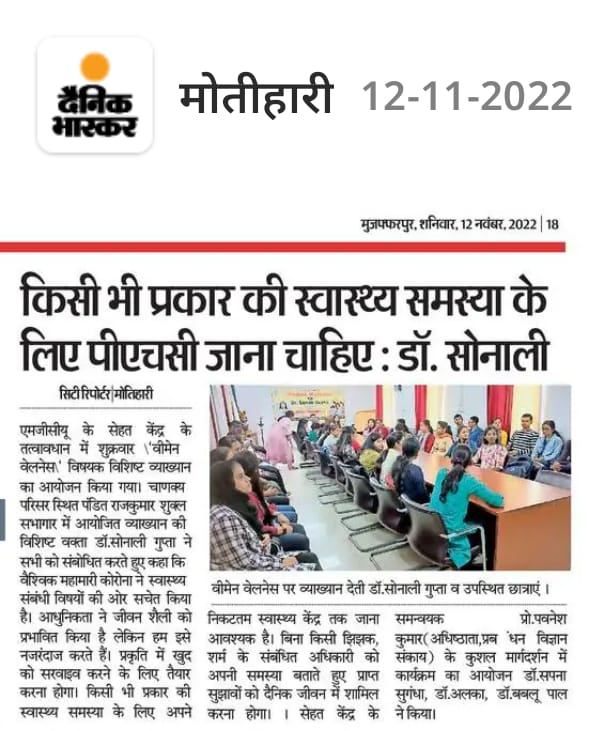 दैनिक
भास्कर
मोतीहारी 12-11-2022
मुजफ्फरपुर, शनिवार, 12 नवंबर, 2022 | 18
किसी भी प्रकार की स्वास्थ्य समस्या के
लिए पीएचसी जाना चाहिए : डॉ. सोनाली
सिटी रिपोर्टर|मोतिहारी
एमजीसीयू के सेहत केंद्र के
तत्वावधान में शुक्रवार \'वीमेन
वेलनेस\' विषयक विशिष्ट व्याख्यान
का आयोजन किया गया। चाणक्य
परिसर स्थित पंडित राजकुमार शुक्ल
सभागार में आयोजित व्याख्यान की
विशिष्ट वक्ता डॉ.सोनाली गुप्ता ने
सभी को संबोधित करते हुए कहा कि
वैश्विक महामारी कोरोना ने स्वास्थ्य
संबंधी विषयों की ओर सचेत किया
है। आधुनिकता ने जीवन शैली को
प्रभावित किया है लेकिन हम इसे
नजरंदाज करते हैं। प्रकृति में खुद
को सरवाइव करने के लिए तैयार
करना होगा। किसी भी प्रकार की
स्वास्थ्य समस्या के लिए अपने
वीमेन वेलनेस पर व्याख्यान देती डॉ.सोनाली गुप्ता व उपस्थित छात्राएं ।
निकटतम स्वास्थ्य केंद्र तक जाना
आवश्यक है। बिना किसी झिझक,
शर्म के संबंधित अधिकारी को
अपनी समस्या बताते हुए प्राप्त
सुझावों को दैनिक जीवन में शामिल
करना होगा। । सेहत केंद्र के
समन्वयक प्रो.पवनेश
कुमार(अधिष्ठाता,प्रब ंधन विज्ञान
संकाय) के कुशल मार्गदर्शन में
कार्यक्रम का आयोजन डॉ.सपना
सुगंधा, डॉ.अलका, डॉ.बबलू पाल
ने किया।